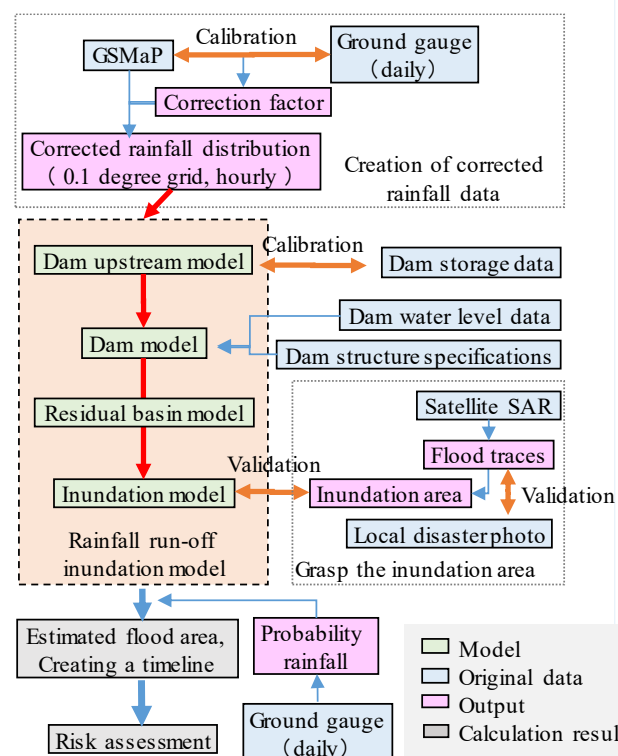 GSMaP
Calibration
Ground gauge
(daily)
Correction factor
Corrected rainfall distribution
( 0.1 degree grid, hourly )
Creation of corrected
rainfall data
Dam upstream model
Calibration
Dam storage data
Dam water level data
Dam model
Dam structure specifications
Residual basin model
Satellite SAR
Flood traces
Validation
Inundation model
Inundation area
Validation
Local disaster photo
Rainfall run-off
inundation model
Grasp the inundation area
Estimated flood area,
Creating a timeline
Probability
rainfall
Risk assessment
Ground gauge
(daily)
Model
Original data
Output
Calculation resul